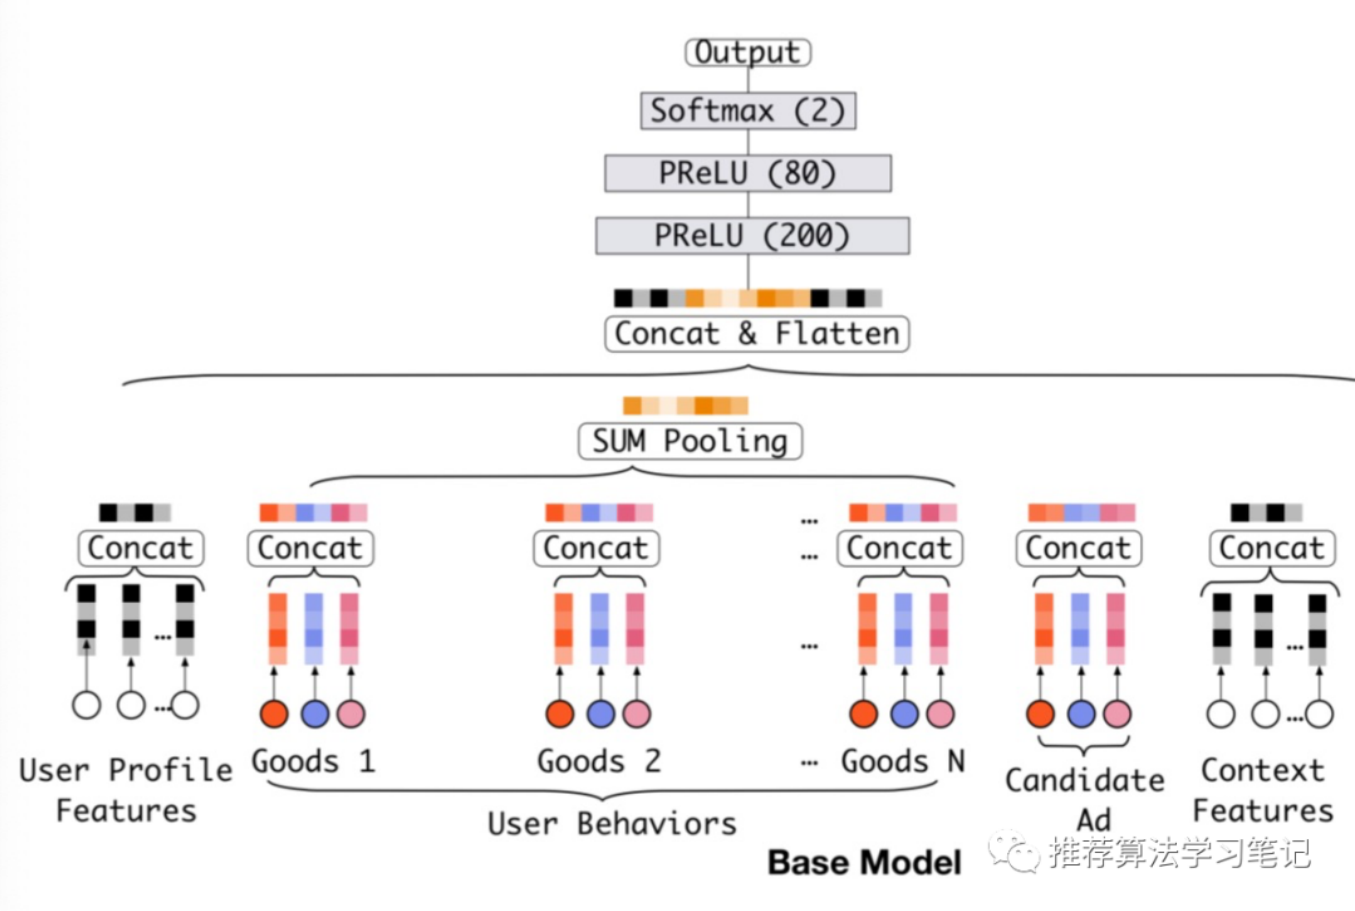 Output
Softmax (2)
PReLU (80)
PReLU (200)
Concat & Flatten
SUM Pooling
Concat
Concat
Concat
...
...
Concat
Concat
Concat
...
...
...
...
...
User Profile
Features
Goods 1
Goods 2
...
Goods N
Candidate
Ad
Context
Features
User Behaviors
Base Model
推荐算法学习笔记